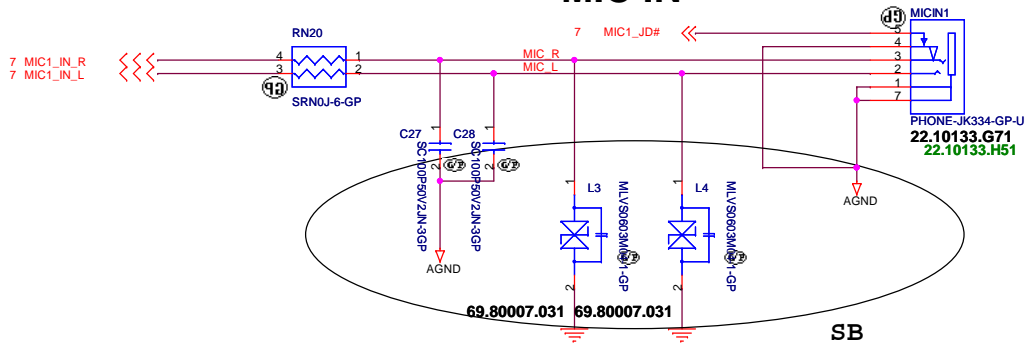 MIC IN
MICIN1
RN20
7 MIC1_JD#
GP
5
4
3
2
1
7
7 MIC1_IN_R
7 MIC1_IN_L
4
3
1
2
MIC_R
MIC_L
GP
SRN0J-6-GP
PHONE-JK334-GP-U
22.10133.G71
22.10133.H51
C27
C28
1
1
2
2
SC100P50V2JN-3GP
SC100P50V2JN-3GP
G/P
G/P
AGND
AGND
1
1
L3
L4
G/P
G/P
2
2
69.80007.031
69.80007.031
SB